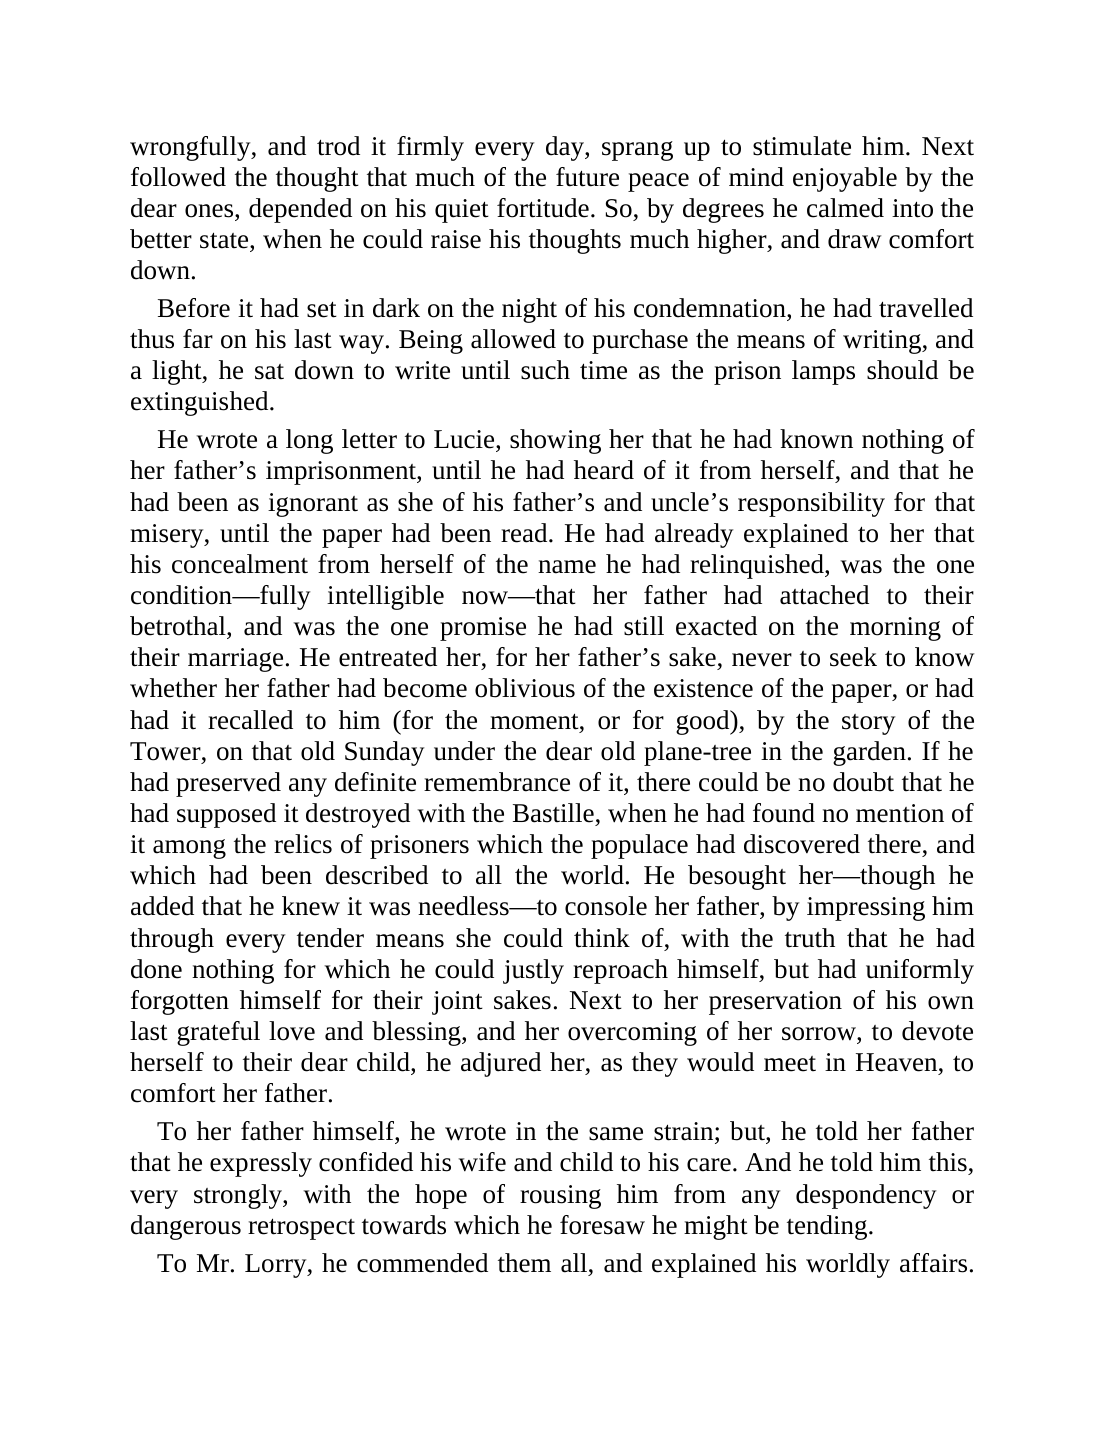 wrongfully, and trod it firmly every day, sprang up to stimulate him. Next
followed the thought that much of the future peace of mind enjoyable by the
dear ones, depended on his quiet fortitude. So, by degrees he calmed into the
better state, when he could raise his thoughts much higher, and draw comfort
down.
Before it had set in dark on the night of his condemnation, he had travelled
thus far on his last way. Being allowed to purchase the means of writing, and
a light, he sat down to write until such time as the prison lamps should be
extinguished.
He wrote a long letter to Lucie, showing her that he had known nothing of
her father’s imprisonment, until he had heard of it from herself, and that he
had been as ignorant as she of his father’s and uncle’s responsibility for that
misery, until the paper had been read. He had already explained to her that
his concealment from herself of the name he had relinquished, was the one
condition—fully intelligible now—that her father had attached to their
betrothal, and was the one promise he had still exacted on the morning of
their marriage. He entreated her, for her father’s sake, never to seek to know
whether her father had become oblivious of the existence of the paper, or had
had it recalled to him (for the moment, or for good), by the story of the
Tower, on that old Sunday under the dear old plane-tree in the garden. If he
had preserved any definite remembrance of it, there could be no doubt that he
had supposed it destroyed with the Bastille, when he had found no mention of
it among the relics of prisoners which the populace had discovered there, and
which had been described to all the world. He besought her—though he
added that he knew it was needless—to console her father, by impressing him
through every tender means she could think of, with the truth that he had
done nothing for which he could justly reproach himself, but had uniformly
forgotten himself for their joint sakes. Next to her preservation of his own
last grateful love and blessing, and her overcoming of her sorrow, to devote
herself to their dear child, he adjured her, as they would meet in Heaven, to
comfort her father.
To her father himself, he wrote in the same strain; but, he told her father
that he expressly confided his wife and child to his care. And he told him this,
very strongly, with the hope of rousing him from any despondency or
dangerous retrospect towards which he foresaw he might be tending.
To Mr. Lorry, he commended them all, and explained his worldly affairs.